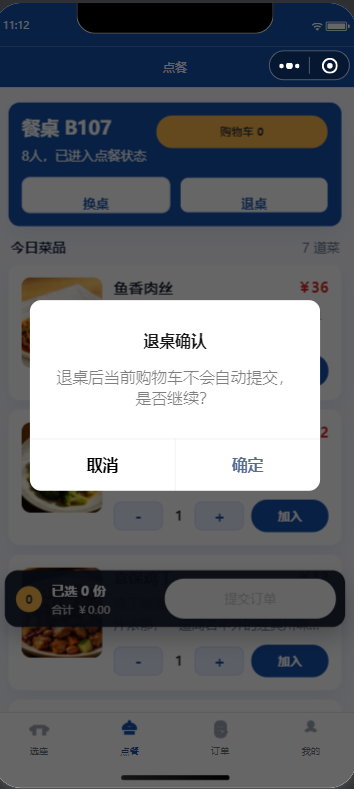 11:12
点餐
餐桌 B107
购物车 0
8人，已进入点餐状态
换桌
退桌
今日菜品
7 道菜
鱼香肉丝
￥36
退桌确认
退桌后当前购物车不会自动提交，
是否继续？
取消
确定
2
-
1
+
加入
0
已选 0 份
合计 ￥0.00
提交订单
-
1
+
加入
选座
点餐
订单
我的